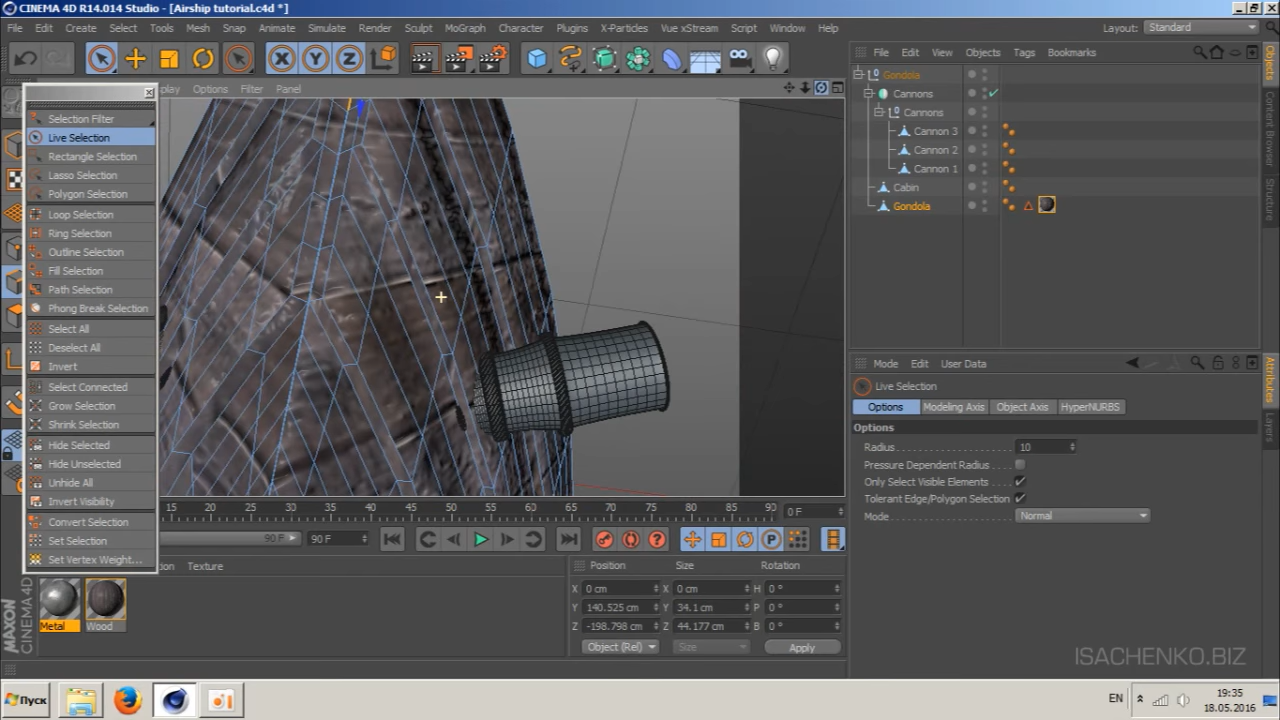 CINEMA 4D R14.014 Studio - [Airship tutorial.c4d *]
File Edit Create Select Tools Mesh Snap Animate Simulate Render Sculpt MoGraph Character Plugins X-Particles Vue xStream Script Window Help
Layout: Standard
Options Filter Panel
Selection Filter
Live Selection
Rectangle Selection
Lasso Selection
Polygon Selection
Loop Selection
Ring Selection
Outline Selection
Fill Selection
Path Selection
Phong Break Selection
Select All
Deselect All
Invert
Select Connected
Grow Selection
Shrink Selection
Hide Selected
Hide Unselected
Unhide All
Invert Visibility
Convert Selection
Set Selection
Set Vertex Weight...
File Edit View Objects Tags Bookmarks
Gondola
Cannons
Cannons
Cannon 3
Cannon 2
Cannon 1
Cabin
Gondola
Objects
Content Browser
Structure
Mode Edit User Data
Live Selection
Options Modeling Axis Object Axis HyperNURBS
Options
Radius 10
Pressure Dependent Radius
Only Select Visible Elements
Tolerant Edge/Polygon Selection
Mode Normal
Attributes
Layers
15 20 25 30 35 40 45 50 55 60 65 70 75 80 85 90
0 F
90 F 90 F
Texture
Metal
Wood
MAXON
CINEMA 4D
Position Size Rotation
X 0 cm X 0 cm H 0 °
Y 140.525 cm Y 34.1 cm P 0 °
Z -198.798 cm Z 44.177 cm B 0 °
Object (Rel) Size Apply
ISACHENKO.BIZ
Пуск
EN
19:35
18.05.2016